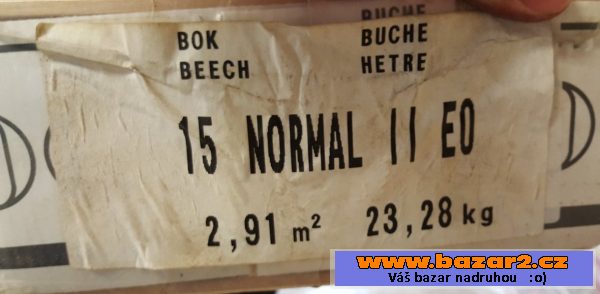 BUCHE
BOK BUCHE
BEECH HETRE
15 NORMAL II EO
2,91 m² 23,28 kg
www.bazar2.cz
Váš bazar nadruhou :o)